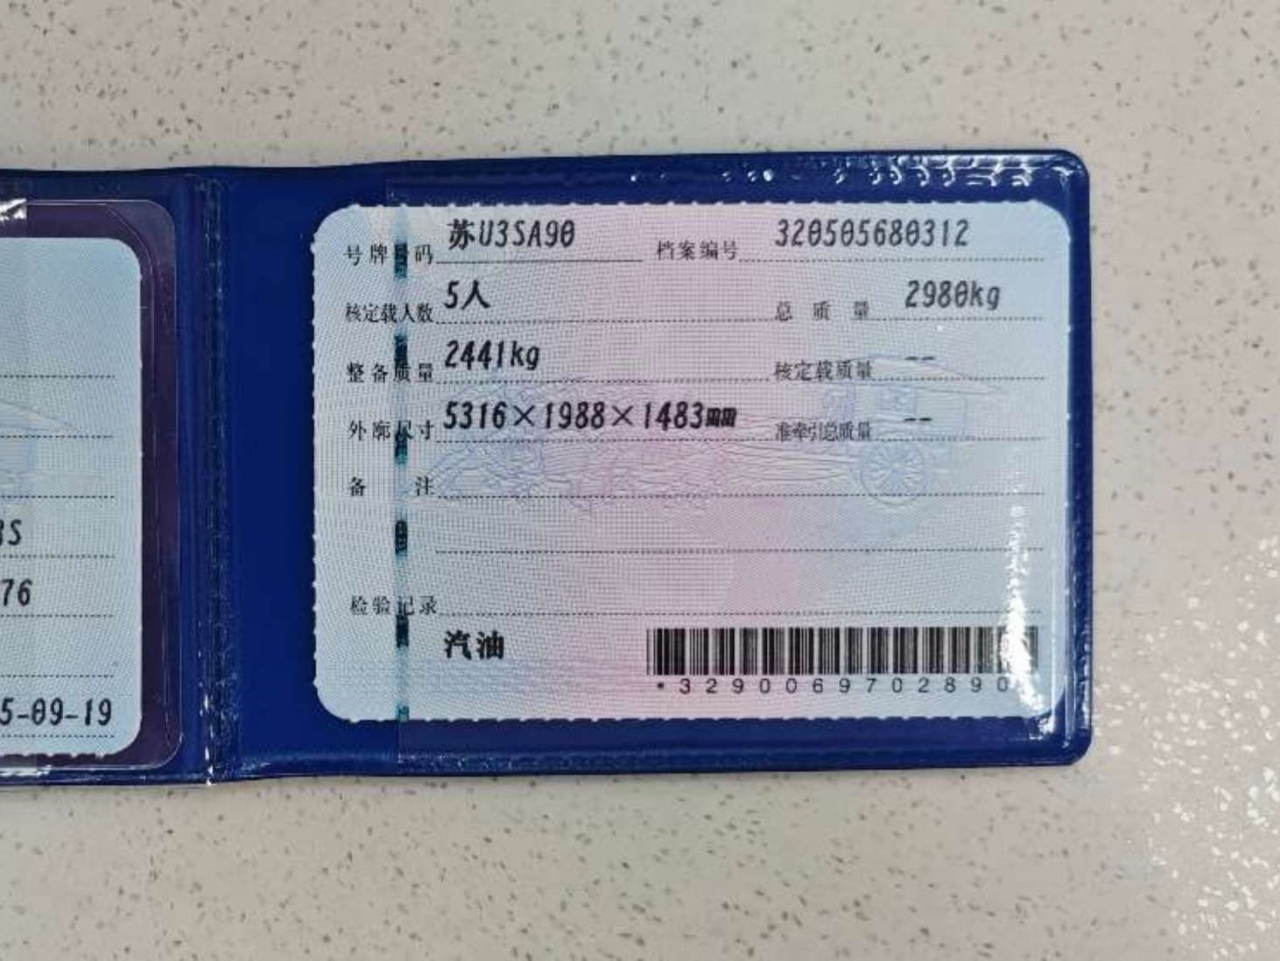 号牌号码 苏U3SA90 档案编号 320505680312
核定载人数 5人 总质量 2980kg
整备质量 2441kg 核定载质量 --
外廓尺寸 5316×1988×1483mm 准牵引总质量 --
备注
检验记录
汽油
*3290069702890
3S
76
5-09-19